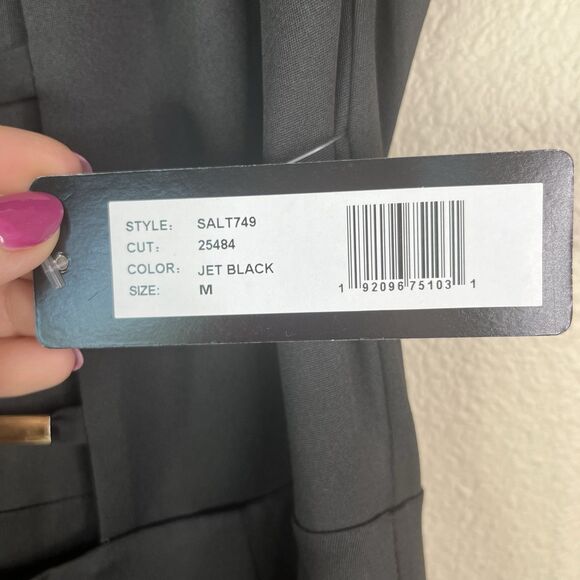 STYLE: SALT749
CUT: 25484
COLOR: JET BLACK
SIZE: M
1 92096 75103 1